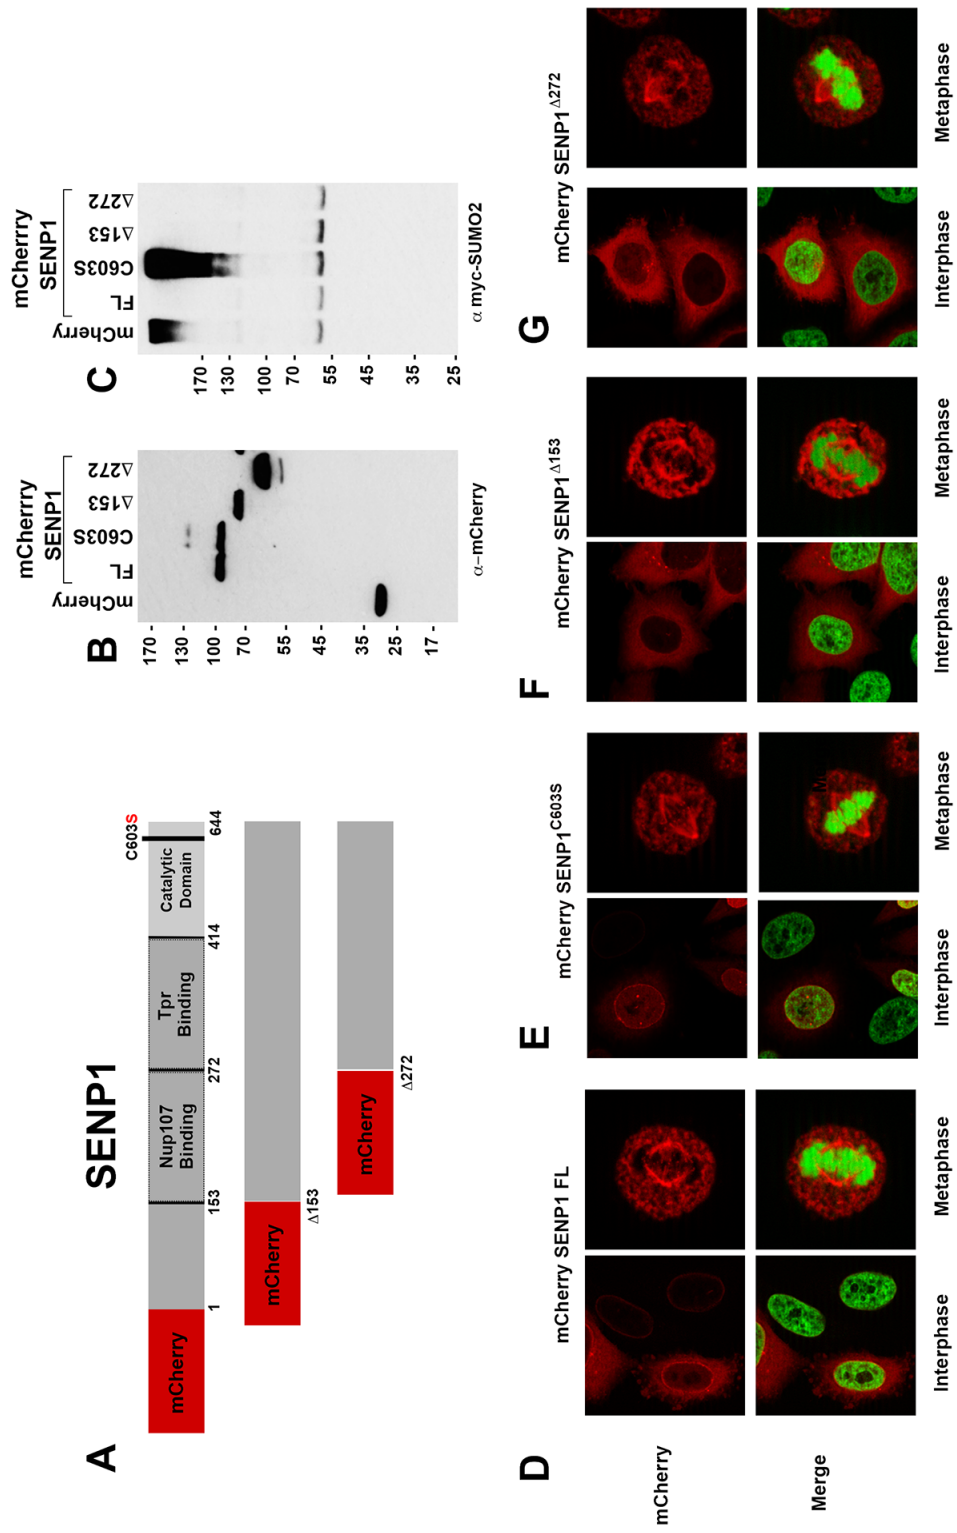 A
SENP1
C603S
mCherry
Nup107
Binding
Tpr
Binding
Catalytic
Domain
1
153
272
414
644
mCherry
Δ153
mCherry
Δ272
B
mCherry
SENP1
mCherry
FL
C603S
Δ153
Δ272
170
130
100
70
55
45
35
25
17
α–mCherry
C
mCherrry
SENP1
mCherry
FL
C603S
Δ153
Δ272
170
130
100
70
55
45
35
25
α myc-SUMO2
D
mCherry SENP1 FL
mCherry
Merge
Interphase
Metaphase
E
mCherry SENP1C603S
Interphase
Metaphase
F
mCherry SENP1Δ153
Interphase
Metaphase
G
mCherry SENP1Δ272
Interphase
Metaphase